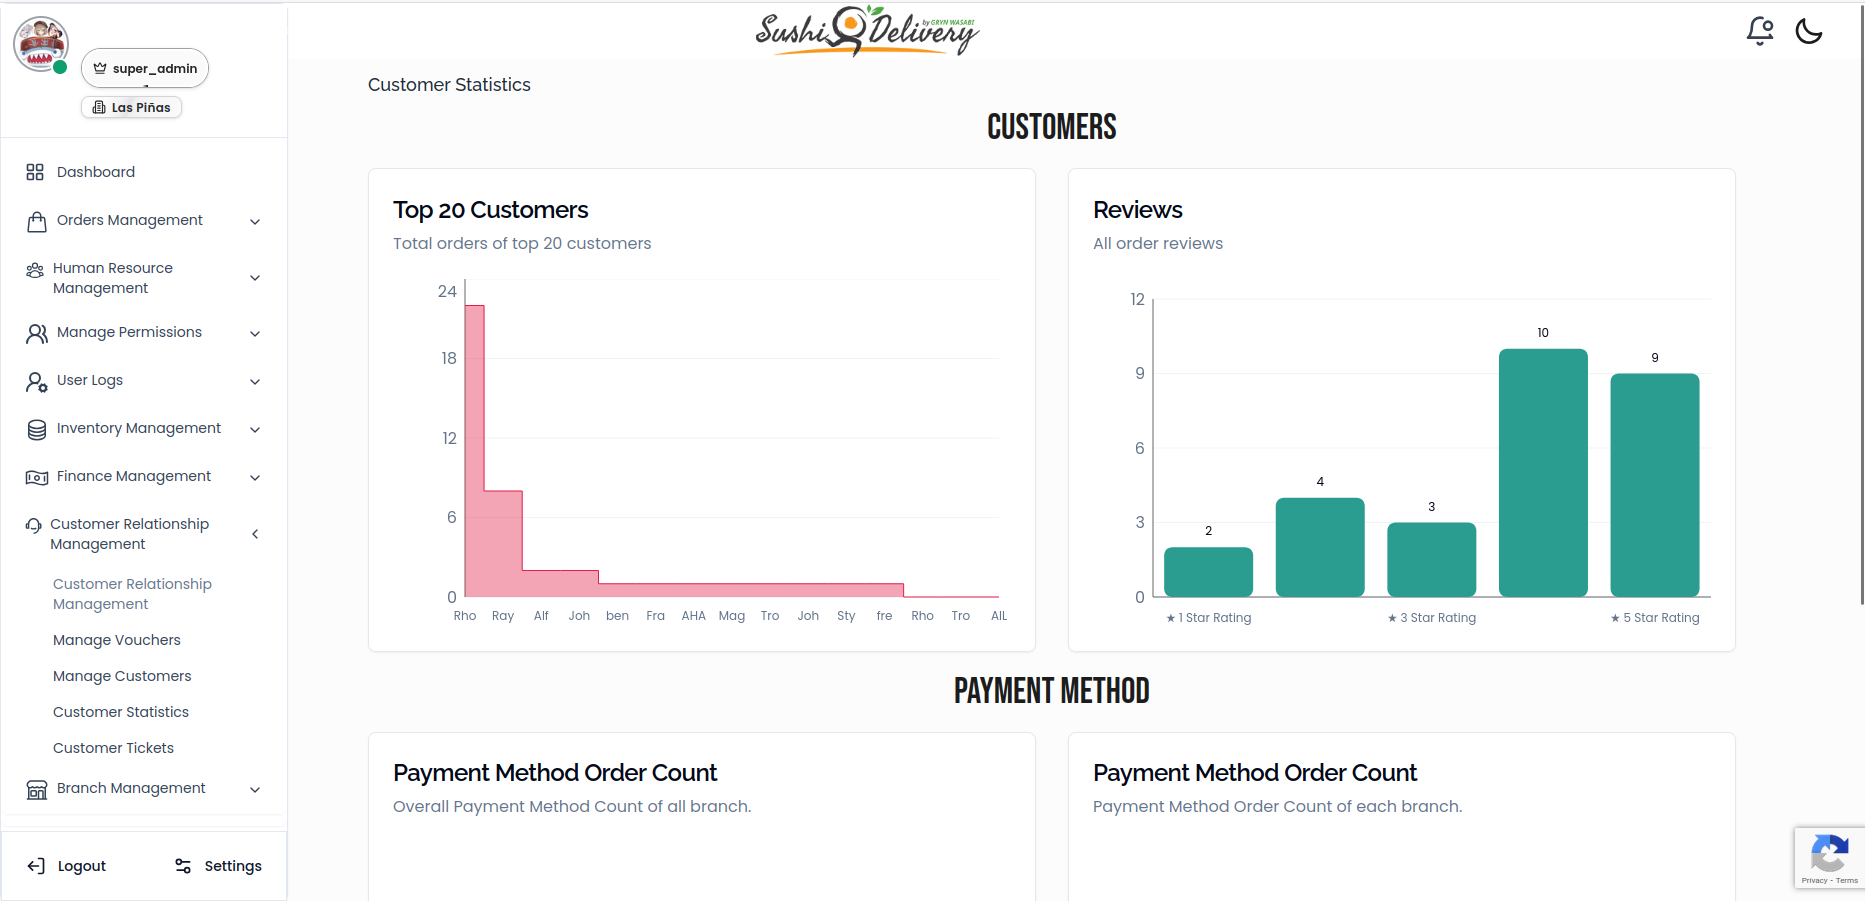 super_admin
Las Piñas
Dashboard
Orders Management
Human Resource
Management
Manage Permissions
User Logs
Inventory Management
Finance Management
Customer Relationship
Management
Customer Relationship
Management
Manage Vouchers
Manage Customers
Customer Statistics
Customer Tickets
Branch Management
Logout
Settings
Sushi Delivery
by GRYN WASABI
Customer Statistics
CUSTOMERS
Top 20 Customers
Total orders of top 20 customers
24
18
12
6
0
Rho Ray Alf Joh ben Fra AHA Mag Tro Joh Sty fre Rho Tro AIL
Reviews
All order reviews
12
9
6
3
0
2
4
3
10
9
★ 1 Star Rating ★ 3 Star Rating ★ 5 Star Rating
PAYMENT METHOD
Payment Method Order Count
Overall Payment Method Count of all branch.
Payment Method Order Count
Payment Method Order Count of each branch.
Privacy - Terms